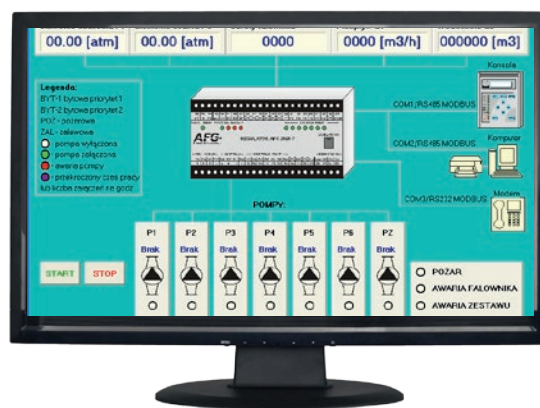 00.00 [atm] 00.00 [atm] 0000 0000 [m3/h] 000000 [m3]
Konsola
Legenda:
BYT-1 bytowe priorytet 1
BYT-2 bytowe priorytet 2
POŻ - pożarowa
ZAL - zalewowa
- pompa wyłączona
- pompa załączona
- awaria pompy
- przekroczony czas pracy
lub liczba załączeń na godz.
AFG
COM1/RS485 MODBUS
Komputer
COM2/RS485 MODBUS
Modem
COM3/RS232 MODBUS
POMPY:
P1 P2 P3 P4 P5 P6 PZ
Brak Brak Brak Brak Brak Brak Brak
START STOP
POŻAR
AWARIA FALOWNIKA
AWARIA ZESTAWU